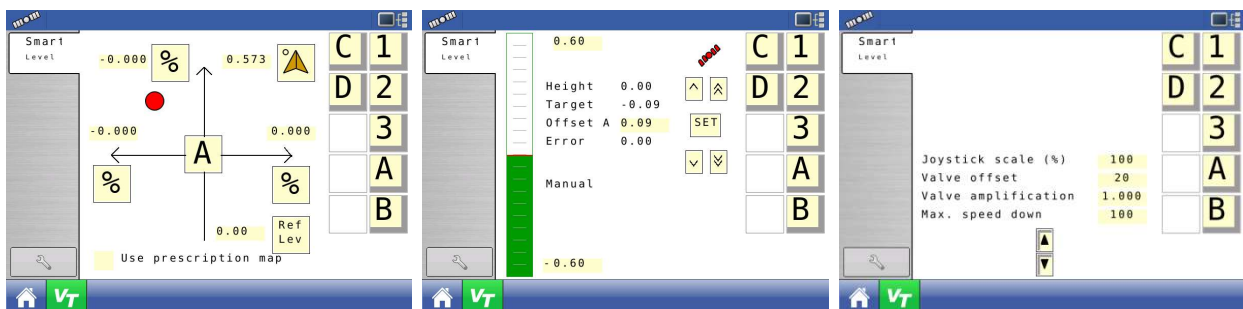 Smart
Level
-0.000 %
0.573
-0.000
0.000
A
%
%
0.00
Ref
Lev
Use prescription map
C 1
D 2
3
A
B
VT
Smart
Level
0.60
Height 0.00
Target -0.09
Offset A 0.09
Error 0.00
SET
Manual
-0.60
C 1
D 2
3
A
B
VT
Smart
Level
Joystick scale (%) 100
Valve offset 20
Valve amplification 1.000
Max. speed down 100
C 1
D 2
3
A
B
VT